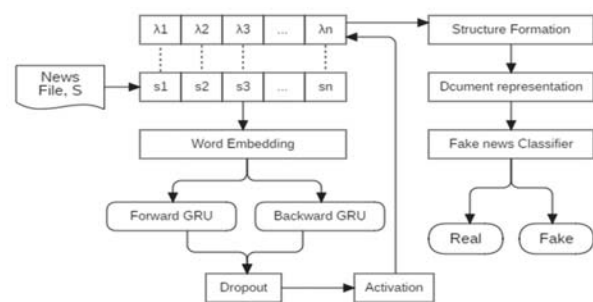 λ1 λ2 λ3 ... λn
Structure Formation
News
File, S
s1 s2 s3 ... sn
Dcument representation
Word Embedding
Fake news Classifier
Forward GRU Backward GRU
Real Fake
Dropout Activation